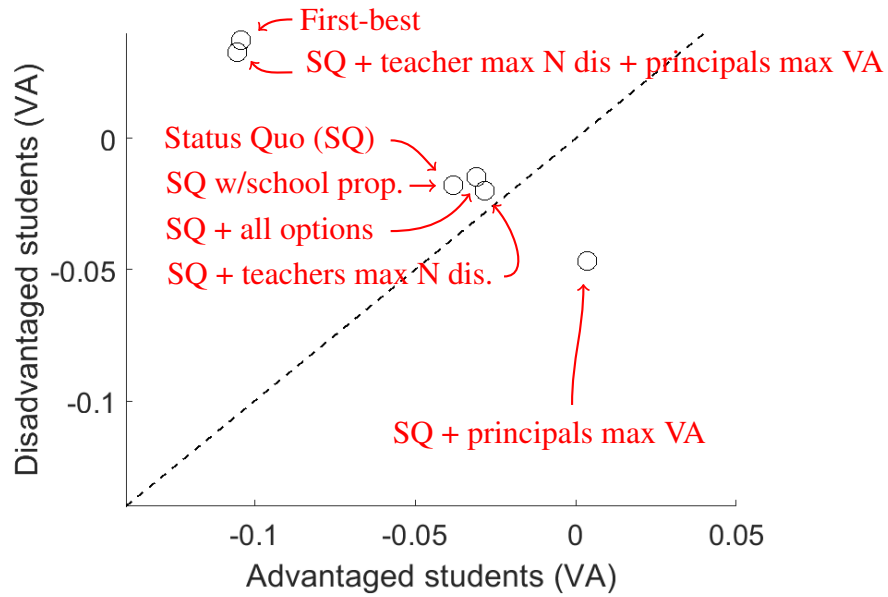 First-best
SQ + teacher max N dis + principals max VA
Status Quo (SQ)
SQ w/school prop.
SQ + all options
SQ + teachers max N dis.
SQ + principals max VA
Disadvantaged students (VA)
0
-0.05
-0.1
-0.1
-0.05
0
0.05
Advantaged students (VA)